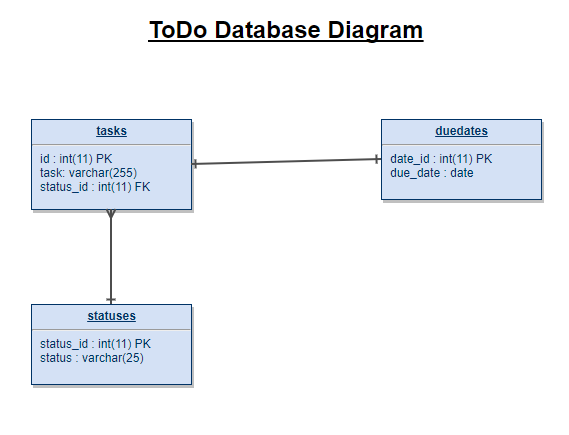 ToDo Database Diagram
tasks
id : int(11) PK
task: varchar(255)
status_id : int(11) FK
duedates
date_id : int(11) PK
due_date : date
statuses
status_id : int(11) PK
status : varchar(25)